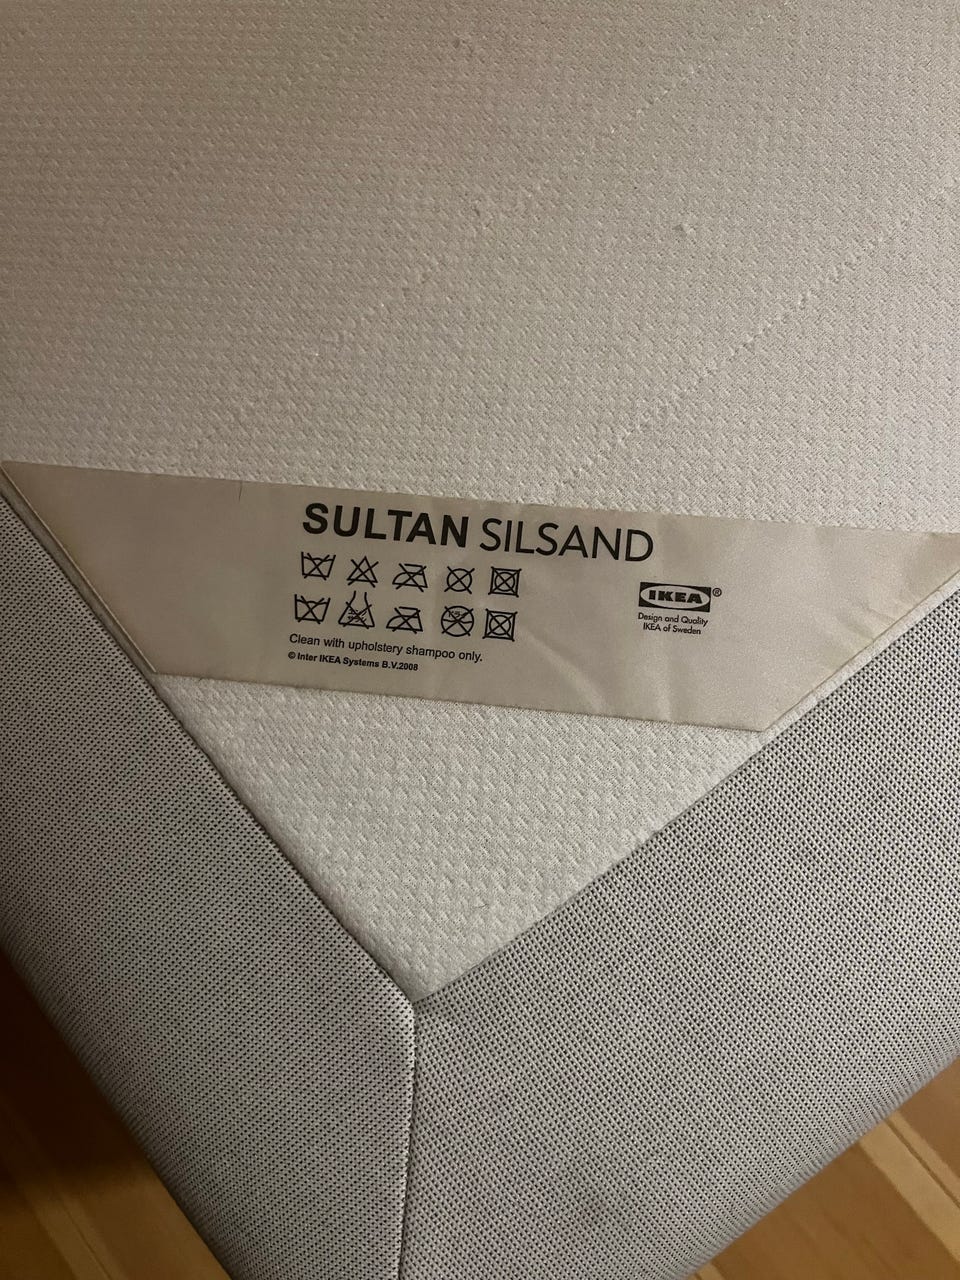 SULTAN SILSAND
IKEA®
Design and Quality
IKEA of Sweden
Clean with upholstery shampoo only.
© Inter IKEA Systems B.V.2008